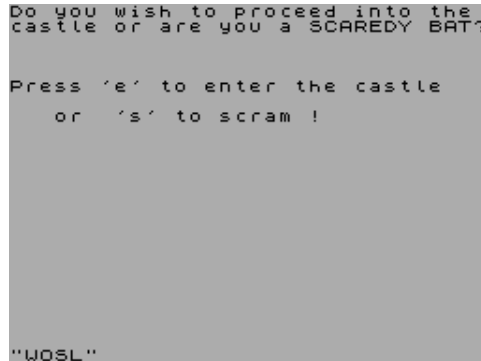 Do you wish to proceed into the
castle or are you a SCAREDY BAT?
Press 'e' to enter the castle
or 's' to scram !
"WOSL"